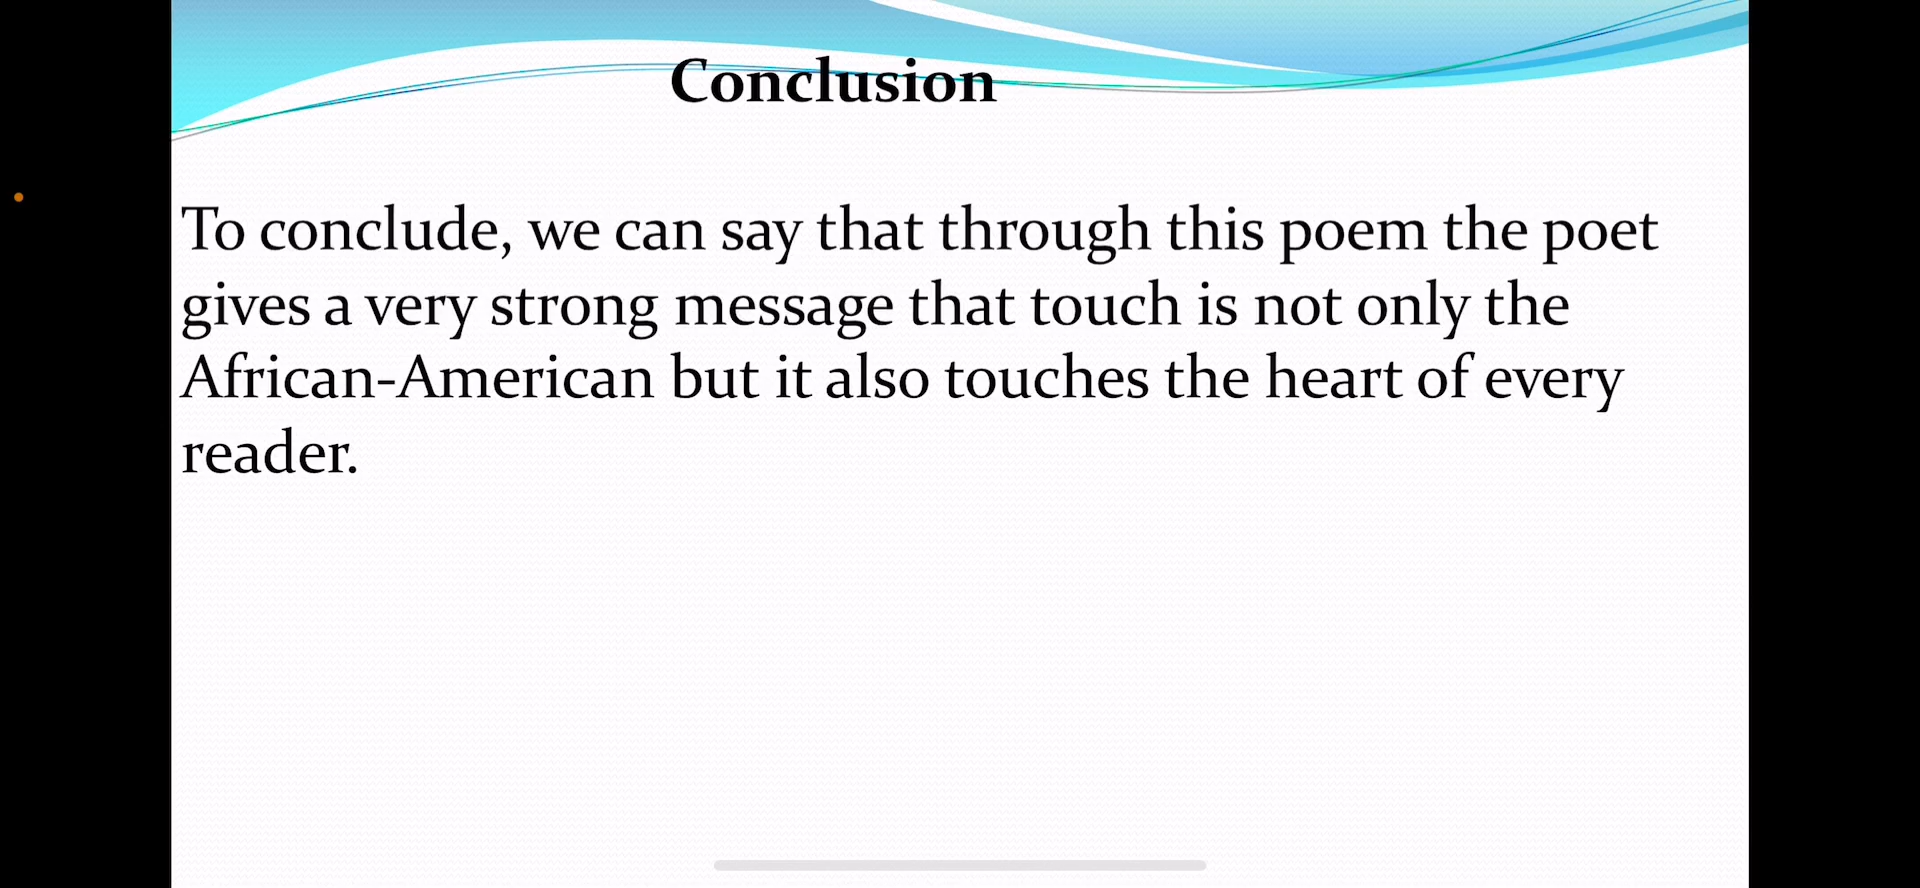 Conclusion
To conclude, we can say that through this poem the poet
gives a very strong message that touch is not only the
African-American but it also touches the heart of every
reader.